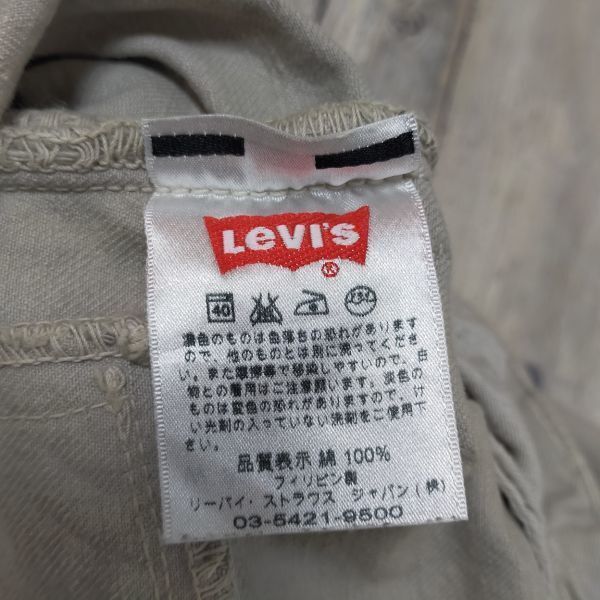 LEVI'S
®
40
濃色のものは色落ちの恐れがあります
ので、他のものとは別に洗ってくださ
い。また摩擦等で移染しやすいので、白
物との着用はご注意願います。淡色の
ものは変色の恐れがありますので、け
い光剤の入っていない洗剤をご使用下
さい。
品質表示 綿 100%
フィリピン製
リーバイ・ストラウス ジャパン(株)
03-5421-9500